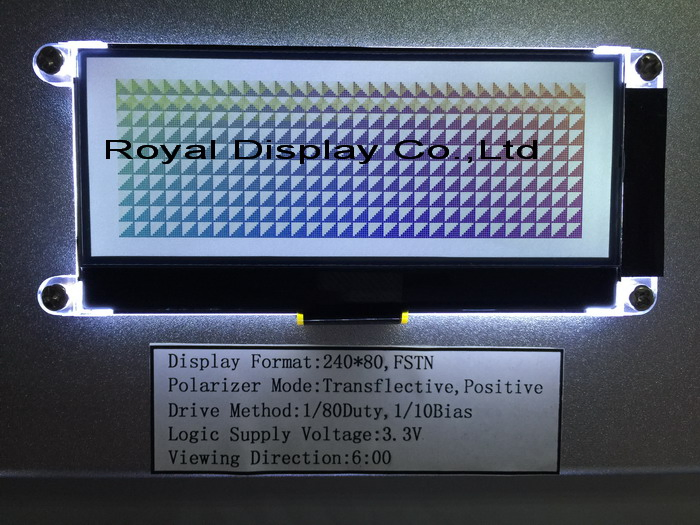 Royal Display Co.,Ltd
Display Format:240*80,FSTN
Polarizer Mode:Transflective,Positive
Drive Method:1/80Duty,1/10Bias
Logic Supply Voltage:3.3V
Viewing Direction:6:00